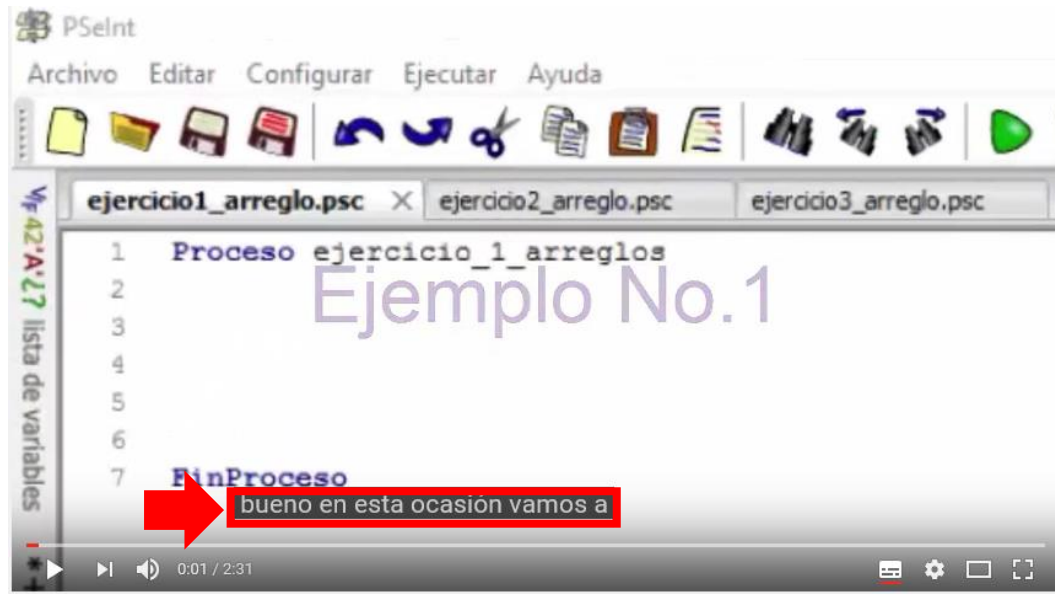 PSeInt
Archivo Editar Configurar Ejecutar Ayuda
ejercicio1_arreglo.psc ejercicio2_arreglo.psc ejercicio3_arreglo.psc
1 Proceso ejercicio_1_arreglos
Ejemplo No.1
2
3
4
5
6
7 FinProceso
bueno en esta ocasión vamos a
0:01 / 2:31
42'A'¿? lista de variables